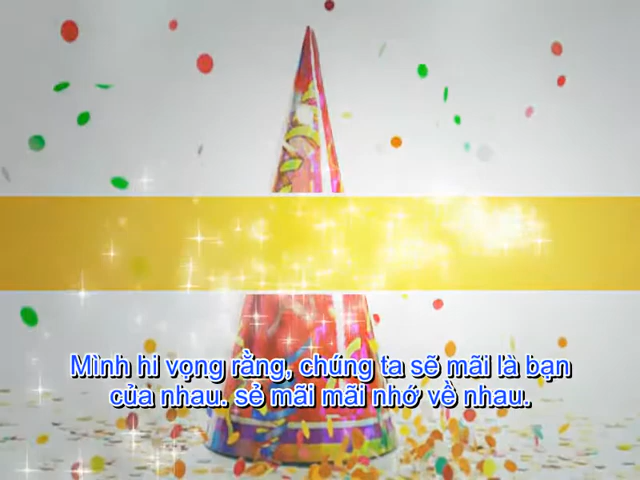 Mình hi vọng rằng, chúng ta sẽ mãi là bạn
của nhau. sẻ mãi mãi nhớ về nhau.